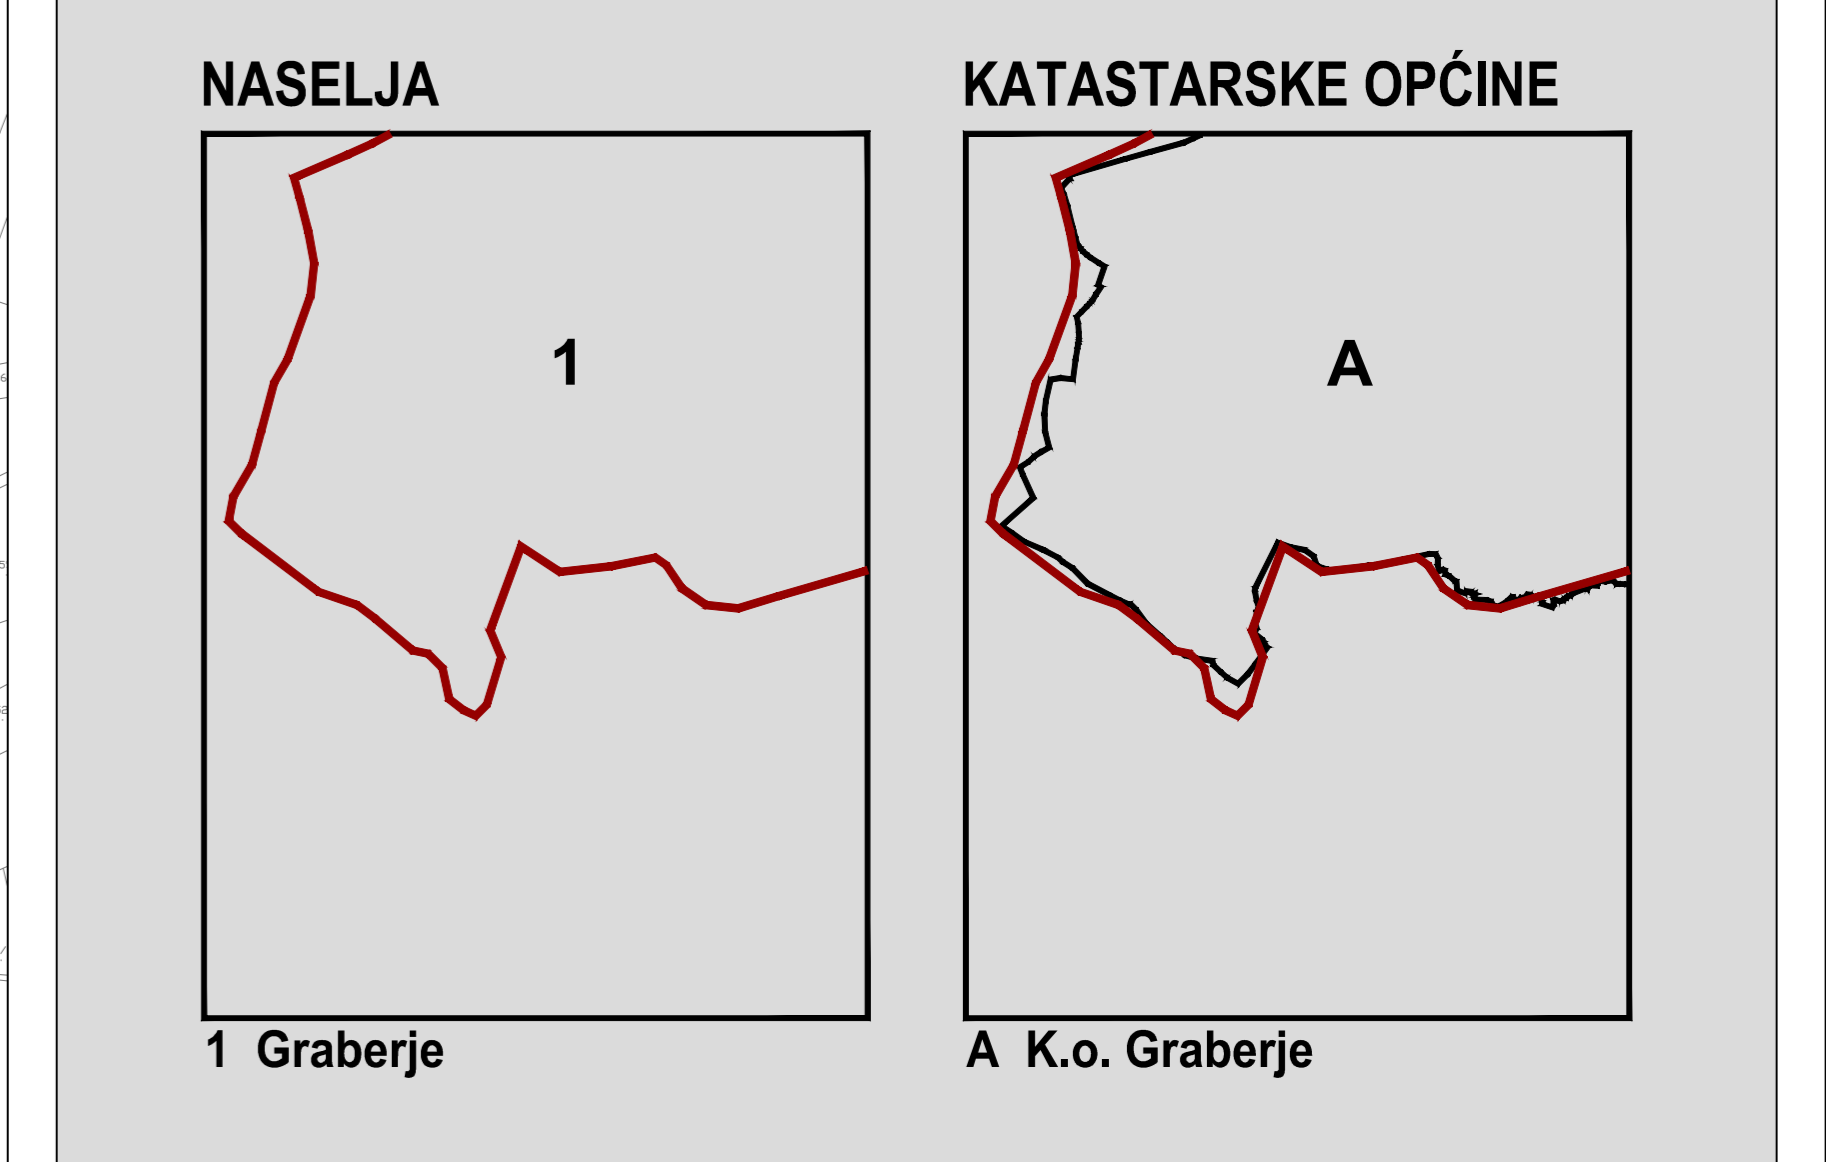 NASELJA
KATASTARSKE OPĆINE
1
A
1 Graberje
A K.o. Graberje